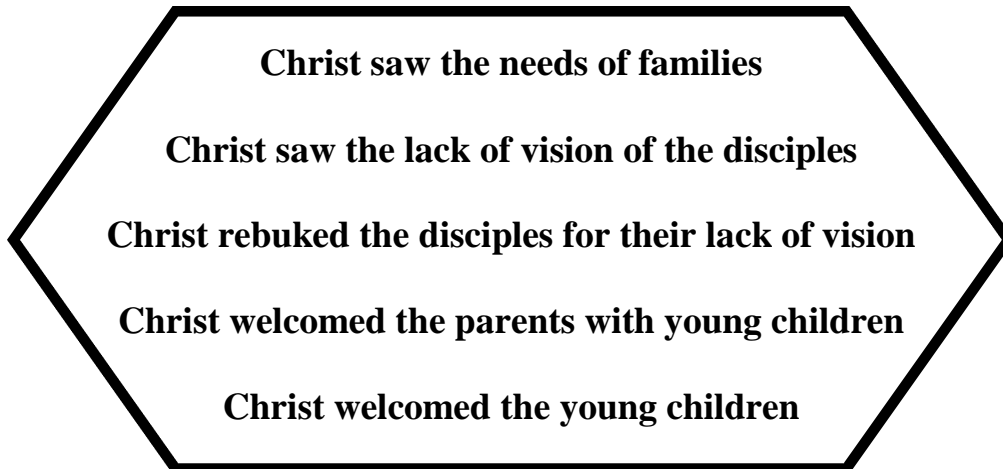 Christ saw the needs of families
Christ saw the lack of vision of the disciples
Christ rebuked the disciples for their lack of vision
Christ welcomed the parents with young children
Christ welcomed the young children